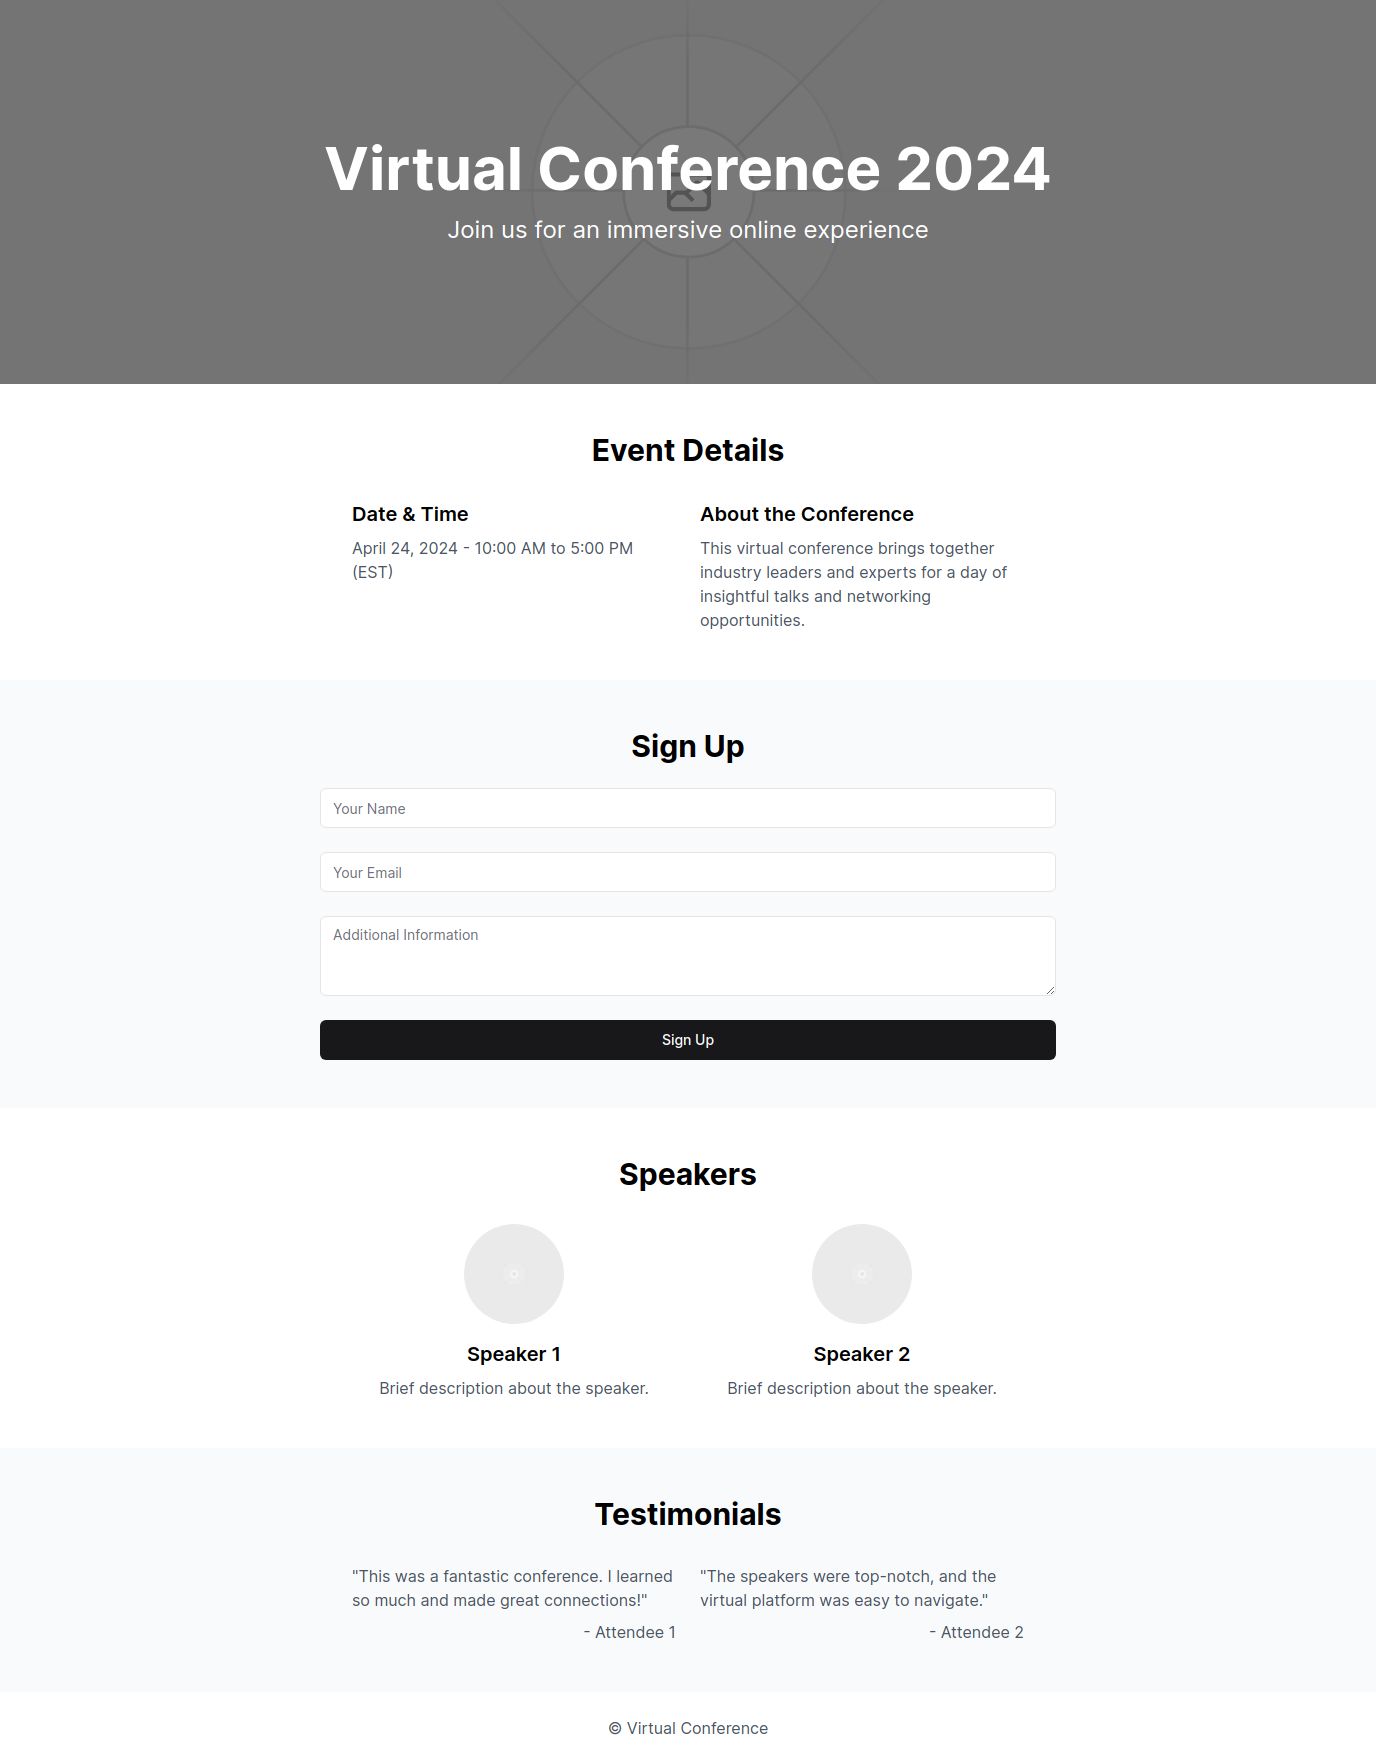 Virtual Conference 2024
Join us for an immersive online experience
Event Details
Date & Time
April 24, 2024 - 10:00 AM to 5:00 PM
(EST)
About the Conference
This virtual conference brings together
industry leaders and experts for a day of
insightful talks and networking
opportunities.
Sign Up
Your Name
Your Email
Additional Information
Sign Up
Speakers
Speaker 1
Brief description about the speaker.
Speaker 2
Brief description about the speaker.
Testimonials
"This was a fantastic conference. I learned
so much and made great connections!"
- Attendee 1
"The speakers were top-notch, and the
virtual platform was easy to navigate."
- Attendee 2
© Virtual Conference